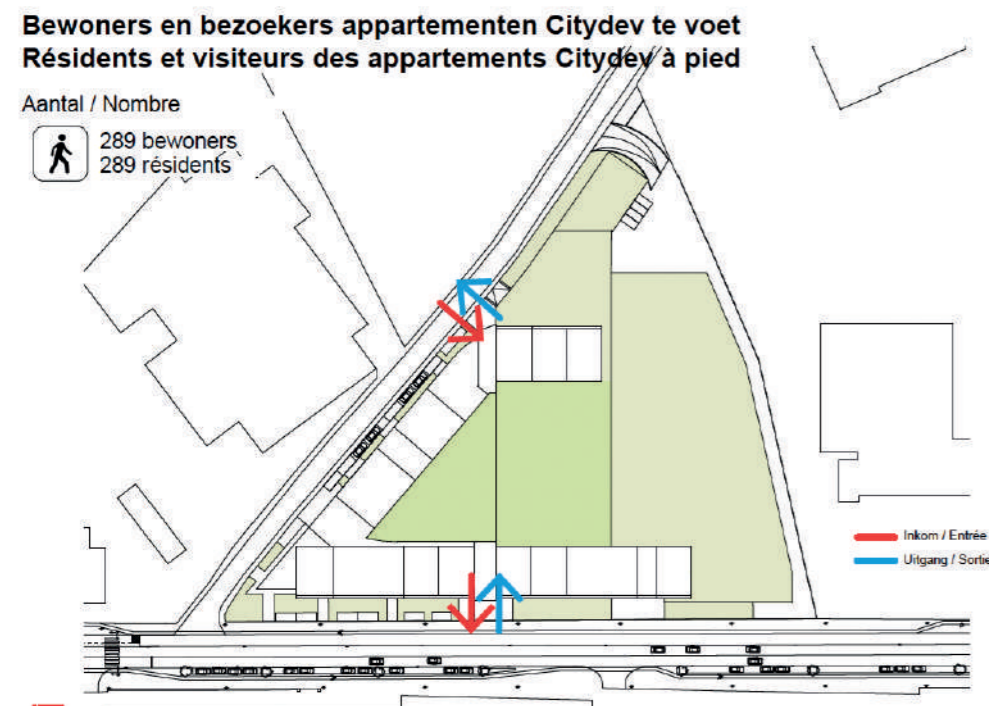 Bewoners en bezoekers appartementen Citydev te voet
Résidents et visiteurs des appartements Citydev à pied
Aantal / Nombre
289 bewoners
289 résidents
Inkom / Entrée
Uitgang / Sortie